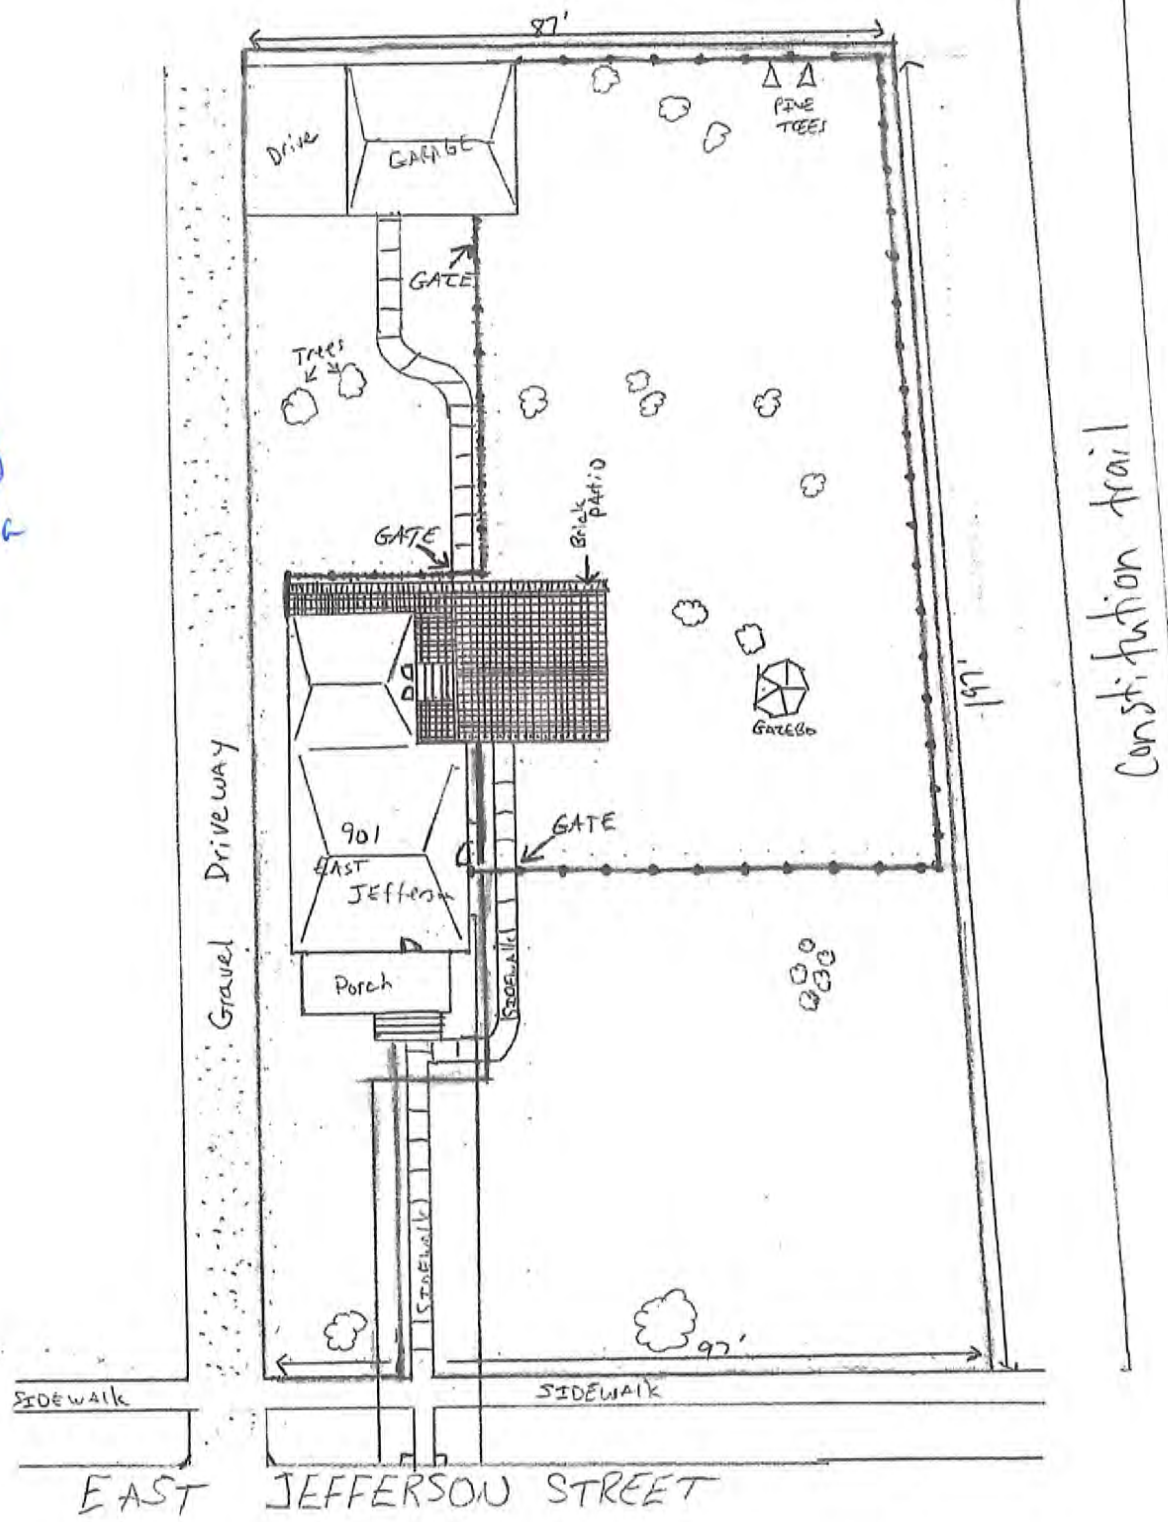 87'
Drive
GARAGE
PINE
TREES
GATE
Trees
GATE
Brick
Patio
Constitution trail
197'
GAZEBO
Gravel Driveway
GATE
901
EAST
Jefferson
SIDEWALK
Porch
SIDEWALK
97'
SIDEWALK
SIDEWALK
EAST JEFFERSON STREET